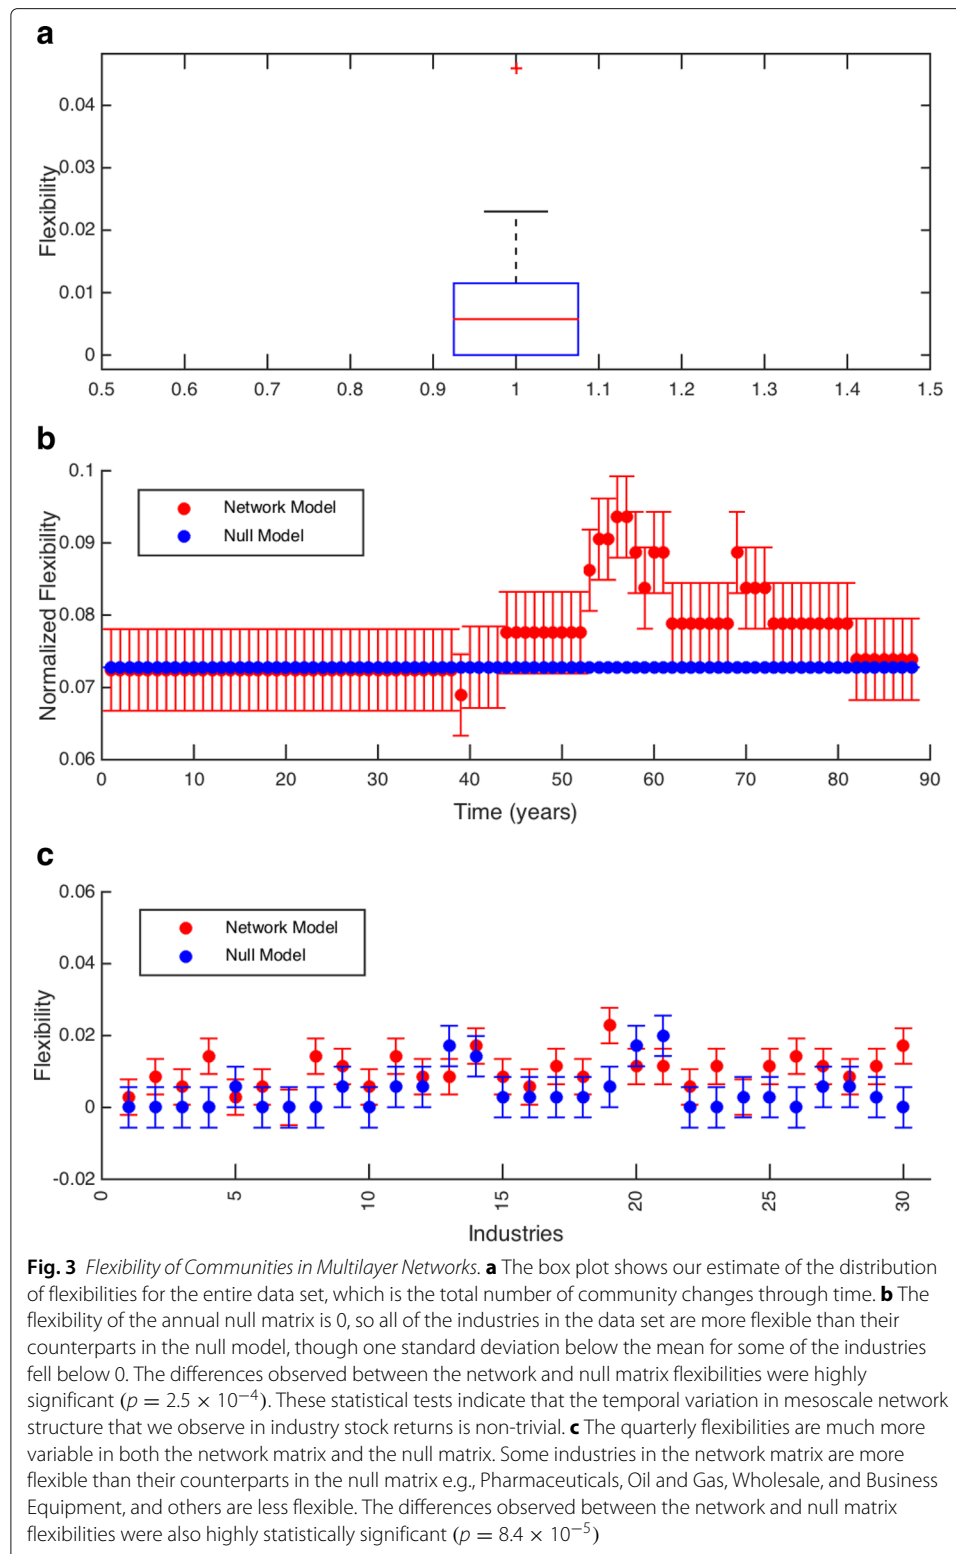 a
0.04
0.03
0.02
0.01
0
Flexibility
0.5 0.6 0.7 0.8 0.9 1 1.1 1.2 1.3 1.4 1.5
b
0.1
0.09
0.08
0.07
0.06
Normalized Flexibility
Network Model
Null Model
0 10 20 30 40 50 60 70 80 90
Time (years)
c
0.06
0.04
0.02
0
-0.02
Flexibility
Network Model
Null Model
0 5 10 15 20 25 30
Industries
Fig. 3 Flexibility of Communities in Multilayer Networks. a The box plot shows our estimate of the distribution
of flexibilities for the entire data set, which is the total number of community changes through time. b The
flexibility of the annual null matrix is 0, so all of the industries in the data set are more flexible than their
counterparts in the null model, though one standard deviation below the mean for some of the industries
fell below 0. The differences observed between the network and null matrix flexibilities were highly
significant (p = 2.5 × 10⁻⁴). These statistical tests indicate that the temporal variation in mesoscale network
structure that we observe in industry stock returns is non-trivial. c The quarterly flexibilities are much more
variable in both the network matrix and the null matrix. Some industries in the network matrix are more
flexible than their counterparts in the null matrix e.g., Pharmaceuticals, Oil and Gas, Wholesale, and Business
Equipment, and others are less flexible. The differences observed between the network and null matrix
flexibilities were also highly statistically significant (p = 8.4 × 10⁻⁵)